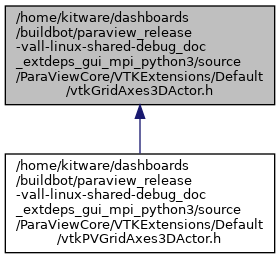 /home/kitware/dashboards
/buildbot/paraview_release
-vall-linux-shared-debug_doc
_extdeps_gui_mpi_python3/source
/ParaViewCore/VTKExtensions/Default
/vtkGridAxes3DActor.h
/home/kitware/dashboards
/buildbot/paraview_release
-vall-linux-shared-debug_doc
_extdeps_gui_mpi_python3/source
/ParaViewCore/VTKExtensions/Default
/vtkPVGridAxes3DActor.h